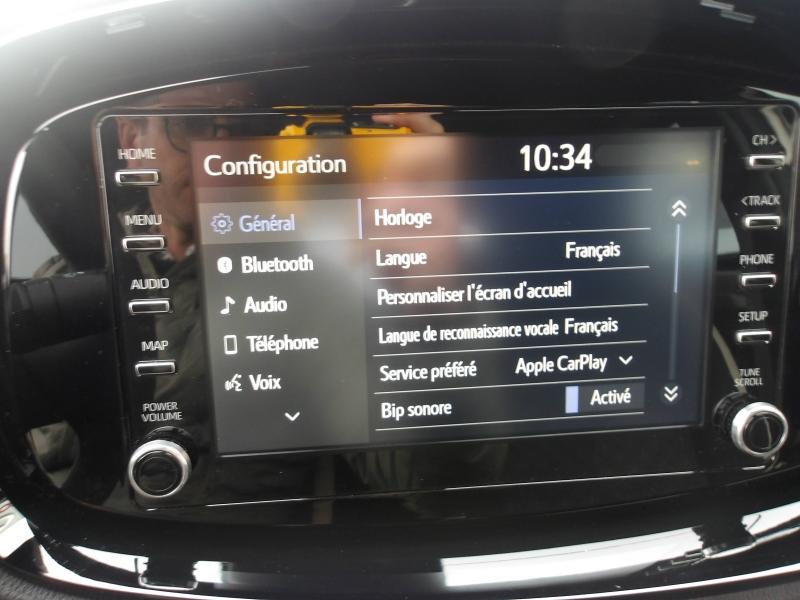 HOME
MENU
AUDIO
MAP
POWER
VOLUME
Configuration
10:34
Général
Bluetooth
Audio
Téléphone
Voix
Horloge
Langue Français
Personnaliser l'écran d'accueil
Langue de reconnaissance vocale Français
Service préféré Apple CarPlay
Bip sonore Activé
CH >
< TRACK
PHONE
SETUP
TUNE
SCROLL